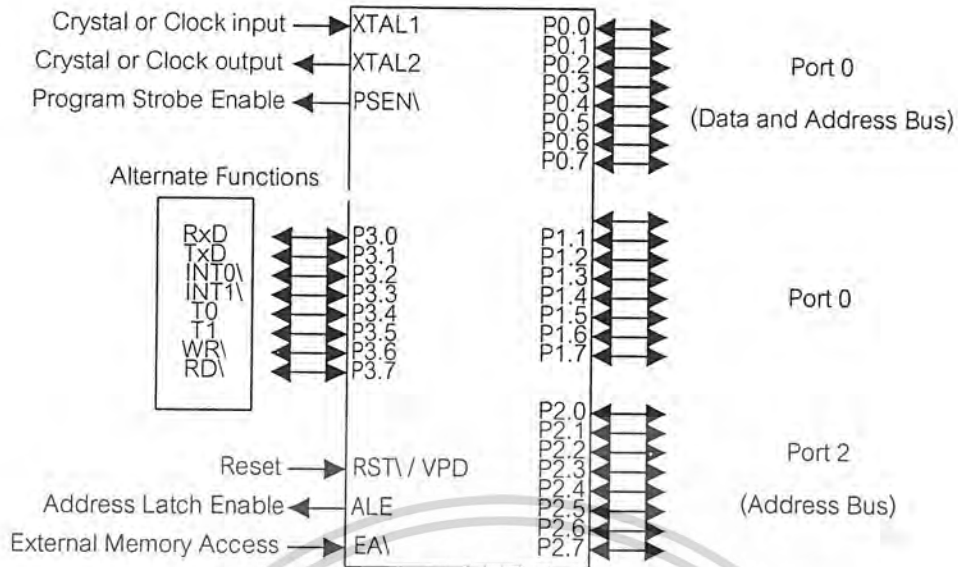 Crystal or Clock input
XTAL1
Crystal or Clock output
XTAL2
Program Strobe Enable
PSEN\
P0.0
P0.1
P0.2
P0.3
P0.4
P0.5
P0.6
P0.7
Port 0
(Data and Address Bus)
Alternate Functions
RxD
TxD
INT0\
INT1\
T0
T1
WR\
RD\
P3.0
P3.1
P3.2
P3.3
P3.4
P3.5
P3.6
P3.7
P1.1
P1.2
P1.3
P1.4
P1.5
P1.6
P1.7
Port 0
Reset
RST\ / VPD
Address Latch Enable
ALE
External Memory Access
EA\
P2.0
P2.1
P2.2
P2.3
P2.4
P2.5
P2.6
P2.7
Port 2
(Address Bus)